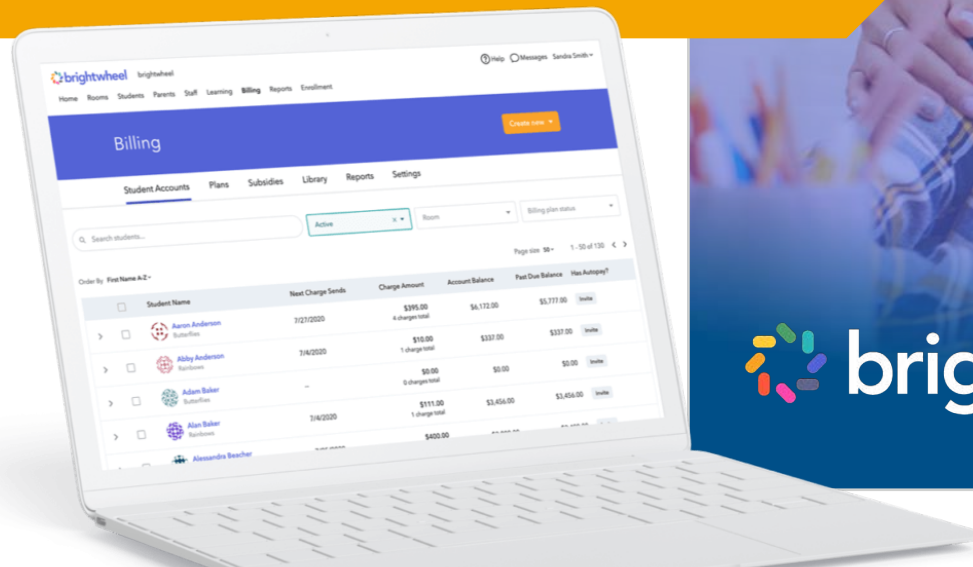 brightwheel brightwheel
Help Messages Sandra Smith
Home Rooms Students Parents Staff Learning Billing Reports Enrollment
Billing
Create new
Student Accounts Plans Subsidies Library Reports Settings
Search students...
Active
Room
Billing plan status
Order By First Name A-Z
Page size 50 1 - 50 of 130
Student Name Next Charge Sends Charge Amount Account Balance Past Due Balance Has Autopay?
Aaron Anderson 7/27/2020 $395.00 $6,172.00 $5,777.00 Invite
Butterflies 4 charges total
Abby Anderson 7/4/2020 $10.00 $337.00 $337.00 Invite
Rainbows 1 charge total
Adam Baker – $0.00 $0.00 $0.00 Invite
Butterflies 0 charges total
Alan Baker 7/4/2020 $111.00 $3,456.00 $3,456.00 Invite
Rainbows 1 charge total
Alessandra Beacher $400.00
brig